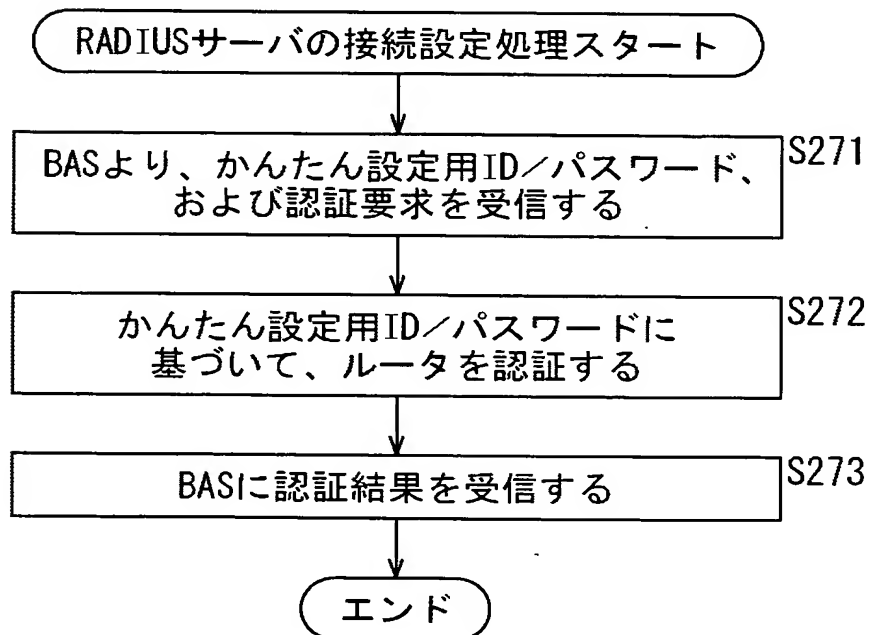 RADIUSサーバの接続設定処理スタート
S271
BASより、かんたん設定用ID/パスワード、
および認証要求を受信する
S272
かんたん設定用ID/パスワードに
基づいて、ルータを認証する
S273
BASに認証結果を受信する
エンド